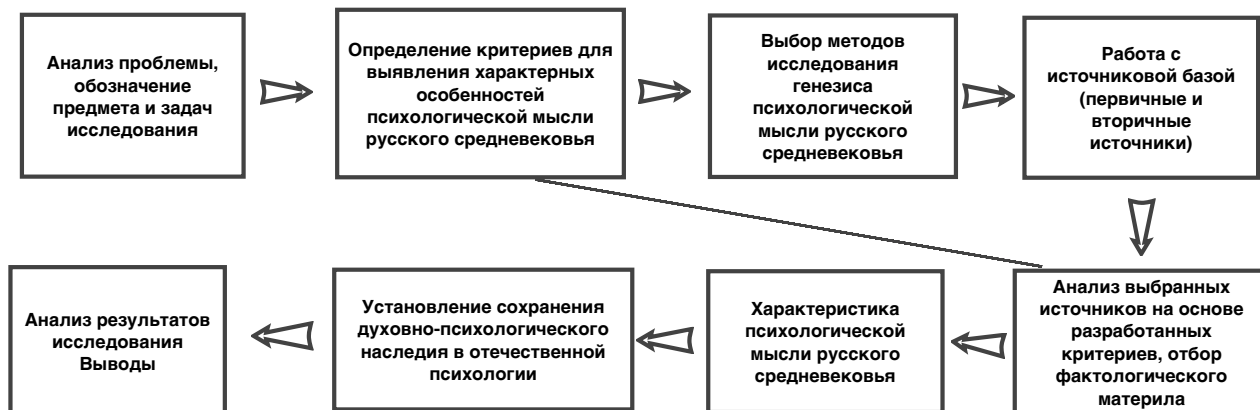 Анализ проблемы,
обозначение
предмета и задач
исследования
Определение критериев для
выявления характерных
особенностей
психологической мысли
русского средневековья
Выбор методов
исследования
генезиса
психологической
мысли русского
средневековья
Работа с
источниковой базой
(первичные и
вторичные
источники)
Анализ выбранных
источников на основе
разработанных
критериев, отбор
фактологического
материла
Характеристика
психологической
мысли русского
средневековья
Установление сохранения
духовно-психологического
наследия в отечественной
психологии
Анализ результатов
исследования
Выводы